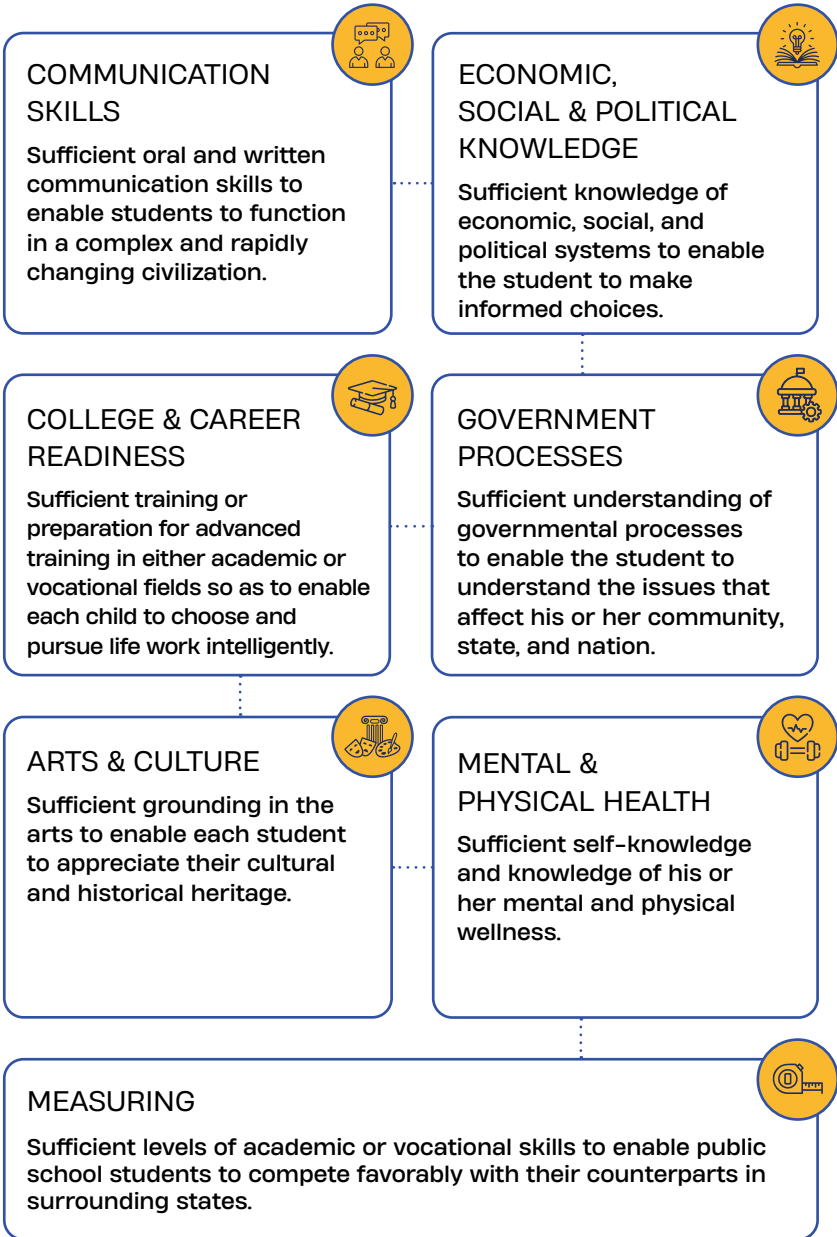 COMMUNICATION
SKILLS
Sufficient oral and written
communication skills to
enable students to function
in a complex and rapidly
changing civilization.
ECONOMIC,
SOCIAL & POLITICAL
KNOWLEDGE
Sufficient knowledge of
economic, social, and
political systems to enable
the student to make
informed choices.
COLLEGE & CAREER
READINESS
Sufficient training or
preparation for advanced
training in either academic or
vocational fields so as to enable
each child to choose and
pursue life work intelligently.
GOVERNMENT
PROCESSES
Sufficient understanding of
governmental processes
to enable the student to
understand the issues that
affect his or her community,
state, and nation.
ARTS & CULTURE
Sufficient grounding in the
arts to enable each student
to appreciate their cultural
and historical heritage.
MENTAL &
PHYSICAL HEALTH
Sufficient self-knowledge
and knowledge of his or
her mental and physical
wellness.
MEASURING
Sufficient levels of academic or vocational skills to enable public
school students to compete favorably with their counterparts in
surrounding states.